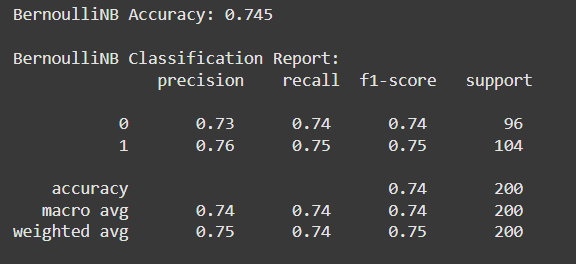 BernoulliNB Accuracy: 0.745
BernoulliNB Classification Report:
precision recall f1-score support
0 0.73 0.74 0.74 96
1 0.76 0.75 0.75 104
accuracy 0.74 200
macro avg 0.74 0.74 0.74 200
weighted avg 0.75 0.74 0.75 200